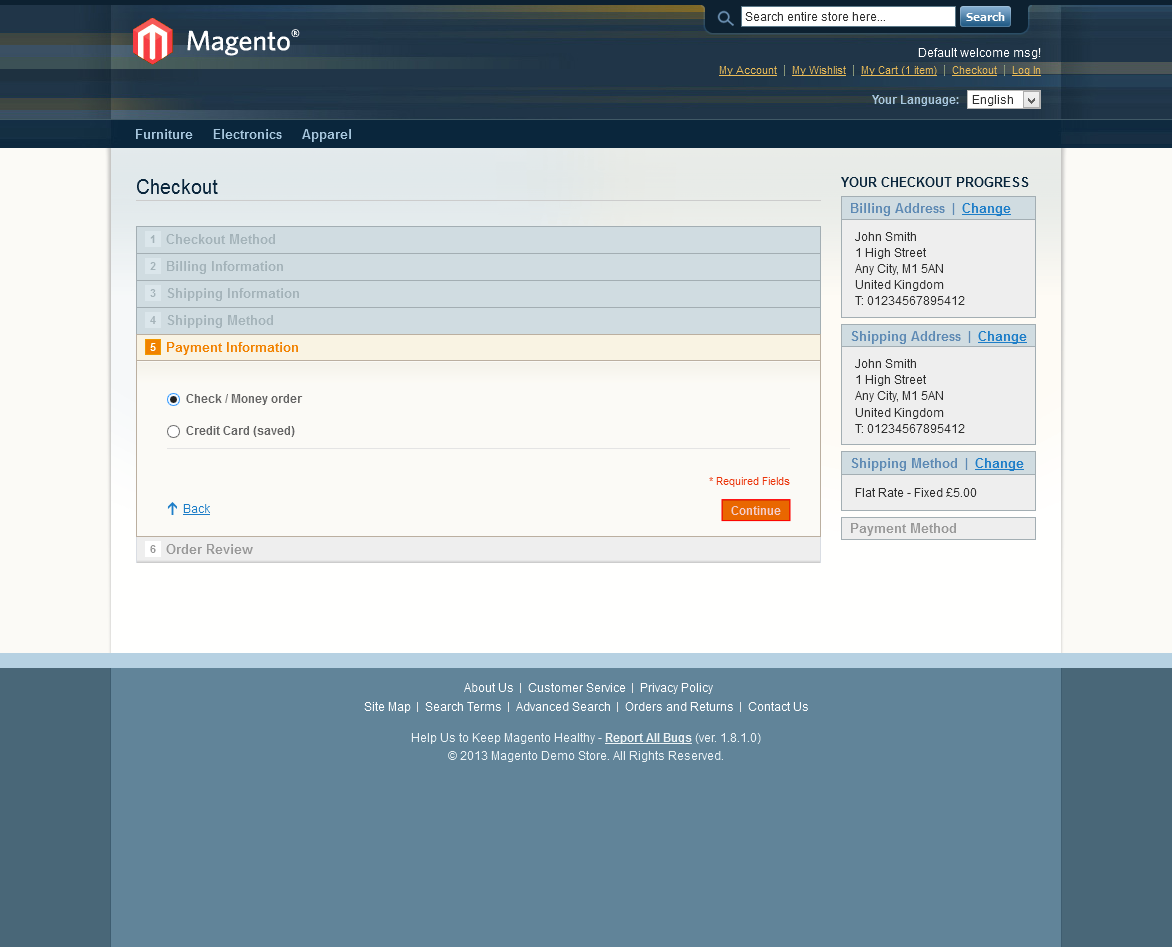 Magento®
Search entire store here... Search
Default welcome msg!
My Account | My Wishlist | My Cart (1 item) | Checkout | Log In
Your Language: English
Furniture Electronics Apparel
Checkout
1 Checkout Method
2 Billing Information
3 Shipping Information
4 Shipping Method
5 Payment Information
Check / Money order
Credit Card (saved)
* Required Fields
Back
Continue
6 Order Review
YOUR CHECKOUT PROGRESS
Billing Address | Change
John Smith
1 High Street
Any City, M1 5AN
United Kingdom
T: 01234567895412
Shipping Address | Change
John Smith
1 High Street
Any City, M1 5AN
United Kingdom
T: 01234567895412
Shipping Method | Change
Flat Rate - Fixed £5.00
Payment Method
About Us | Customer Service | Privacy Policy
Site Map | Search Terms | Advanced Search | Orders and Returns | Contact Us
Help Us to Keep Magento Healthy - Report All Bugs (ver. 1.8.1.0)
© 2013 Magento Demo Store. All Rights Reserved.